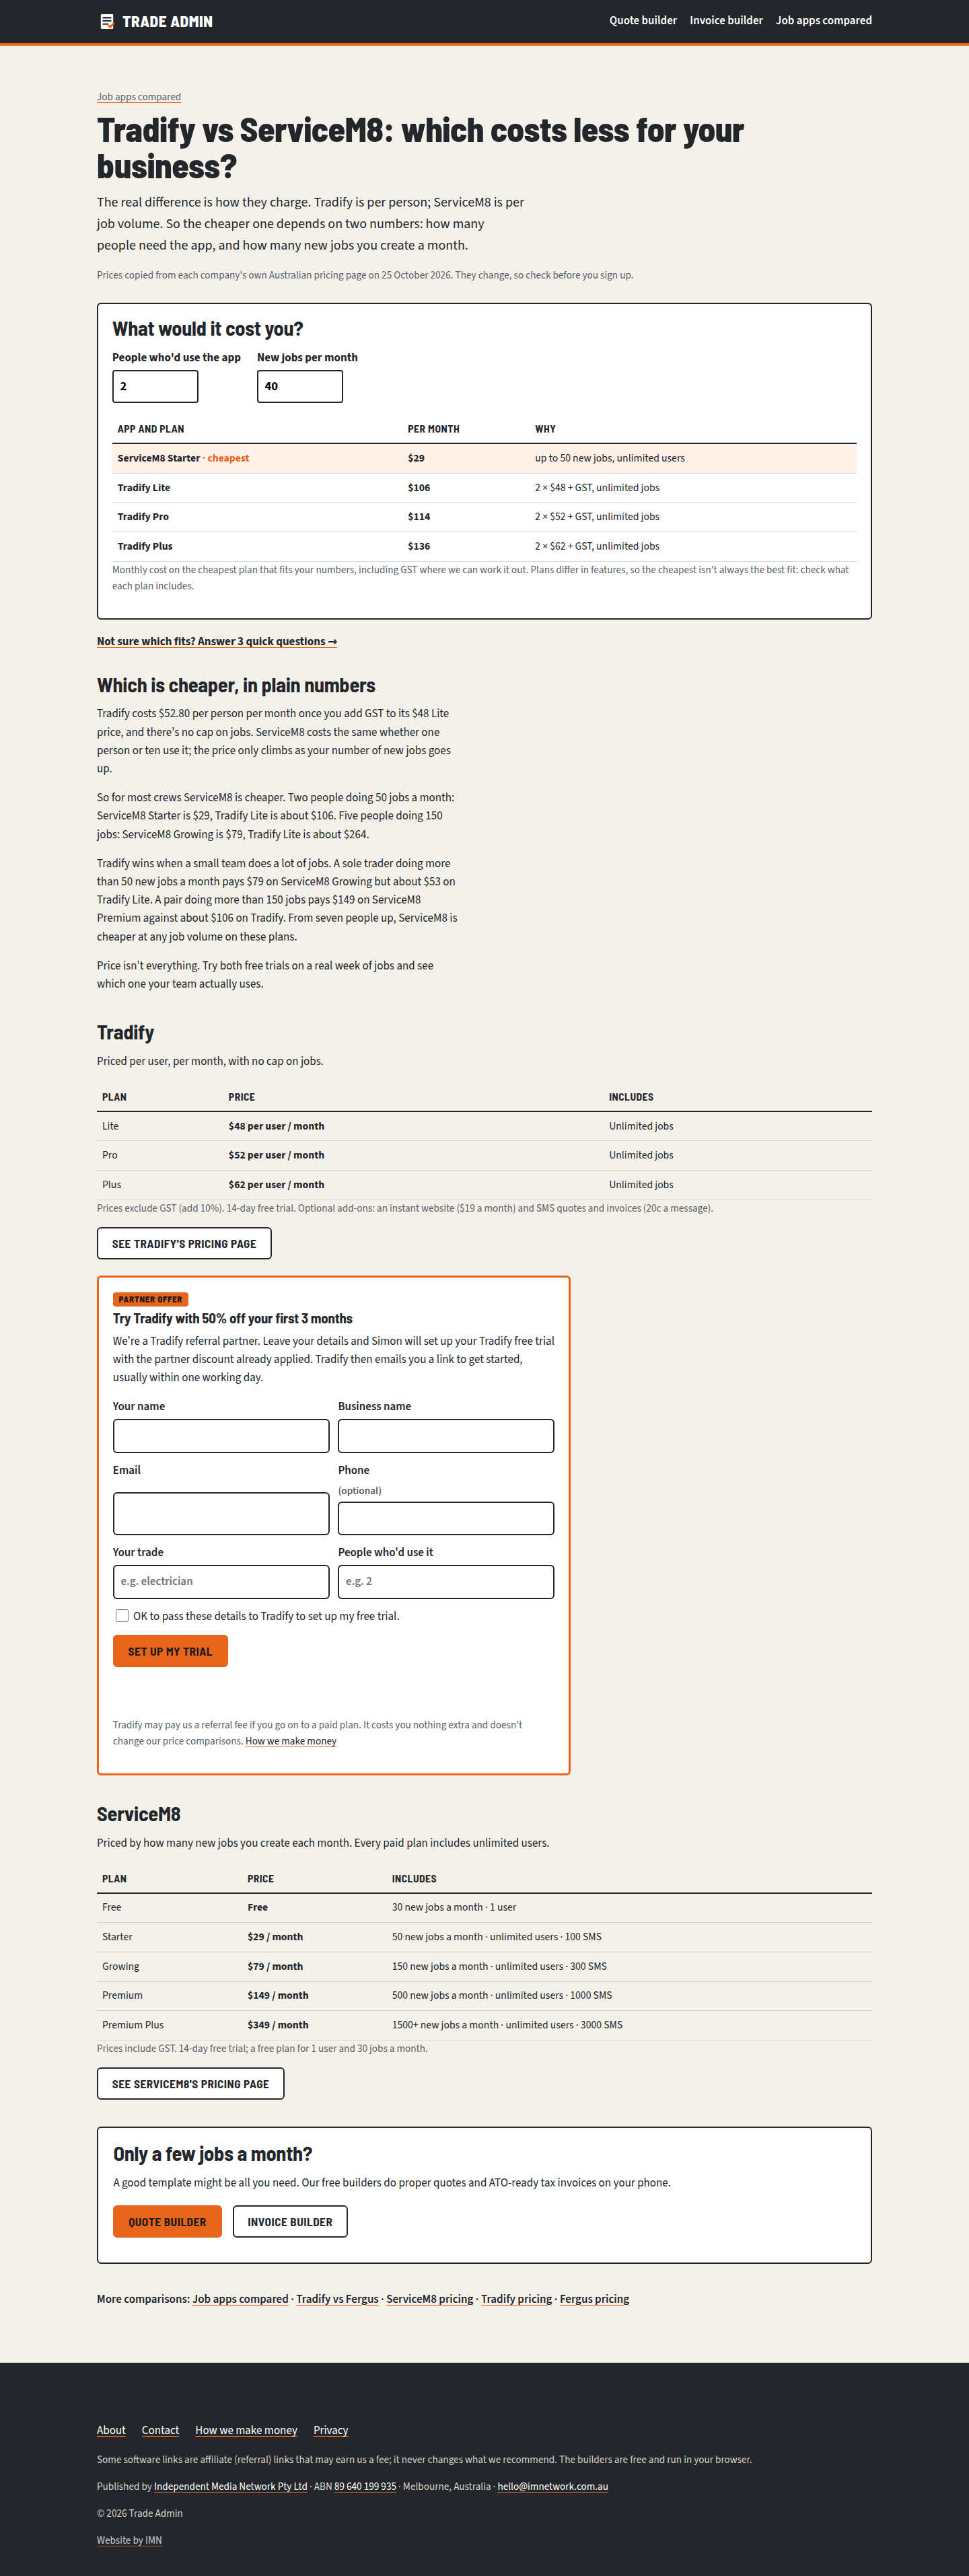 TRADE ADMIN
Quote builder Invoice builder Job apps compared
Job apps compared
Tradify vs ServiceM8: which costs less for your
business?
The real difference is how they charge. Tradify is per person; ServiceM8 is per
job volume. So the cheaper one depends on two numbers: how many
people need the app, and how many new jobs you create a month.
Prices copied from each company's own Australian pricing page on 25 October 2026. They change, so check before you sign up.
What would it cost you?
People who'd use the app New jobs per month
2 40
APP AND PLAN PER MONTH WHY
ServiceM8 Starter · cheapest $29 up to 50 new jobs, unlimited users
Tradify Lite $106 2 × $48 + GST, unlimited jobs
Tradify Pro $114 2 × $52 + GST, unlimited jobs
Tradify Plus $136 2 × $62 + GST, unlimited jobs
Monthly cost on the cheapest plan that fits your numbers, including GST where we can work it out. Plans differ in features, so the cheapest isn't always the best fit: check what
each plan includes.
Not sure which fits? Answer 3 quick questions →
Which is cheaper, in plain numbers
Tradify costs $52.80 per person per month once you add GST to its $48 Lite
price, and there's no cap on jobs. ServiceM8 costs the same whether one
person or ten use it; the price only climbs as your number of new jobs goes
up.
So for most crews ServiceM8 is cheaper. Two people doing 50 jobs a month:
ServiceM8 Starter is $29, Tradify Lite is about $106. Five people doing 150
jobs: ServiceM8 Growing is $79, Tradify Lite is about $264.
Tradify wins when a small team does a lot of jobs. A sole trader doing more
than 50 new jobs a month pays $79 on ServiceM8 Growing but about $53 on
Tradify Lite. A pair doing more than 150 jobs pays $149 on ServiceM8
Premium against about $106 on Tradify. From seven people up, ServiceM8 is
cheaper at any job volume on these plans.
Price isn't everything. Try both free trials on a real week of jobs and see
which one your team actually uses.
Tradify
Priced per user, per month, with no cap on jobs.
PLAN PRICE INCLUDES
Lite $48 per user / month Unlimited jobs
Pro $52 per user / month Unlimited jobs
Plus $62 per user / month Unlimited jobs
Prices exclude GST (add 10%). 14-day free trial. Optional add-ons: an instant website ($19 a month) and SMS quotes and invoices (20c a message).
SEE TRADIFY'S PRICING PAGE
PARTNER OFFER
Try Tradify with 50% off your first 3 months
We're a Tradify referral partner. Leave your details and Simon will set up your Tradify free trial
with the partner discount already applied. Tradify then emails you a link to get started,
usually within one working day.
Your name Business name
Email Phone
(optional)
Your trade People who'd use it
e.g. electrician e.g. 2
OK to pass these details to Tradify to set up my free trial.
SET UP MY TRIAL
Tradify may pay us a referral fee if you go on to a paid plan. It costs you nothing extra and doesn't
change our price comparisons. How we make money
ServiceM8
Priced by how many new jobs you create each month. Every paid plan includes unlimited users.
PLAN PRICE INCLUDES
Free Free 30 new jobs a month · 1 user
Starter $29 / month 50 new jobs a month · unlimited users · 100 SMS
Growing $79 / month 150 new jobs a month · unlimited users · 300 SMS
Premium $149 / month 500 new jobs a month · unlimited users · 1000 SMS
Premium Plus $349 / month 1500+ new jobs a month · unlimited users · 3000 SMS
Prices include GST. 14-day free trial; a free plan for 1 user and 30 jobs a month.
SEE SERVICEM8'S PRICING PAGE
Only a few jobs a month?
A good template might be all you need. Our free builders do proper quotes and ATO-ready tax invoices on your phone.
QUOTE BUILDER INVOICE BUILDER
More comparisons: Job apps compared · Tradify vs Fergus · ServiceM8 pricing · Tradify pricing · Fergus pricing
About Contact How we make money Privacy
Some software links are affiliate (referral) links that may earn us a fee; it never changes what we recommend. The builders are free and run in your browser.
Published by Independent Media Network Pty Ltd · ABN 89 640 199 935 · Melbourne, Australia · hello@imnetwork.com.au
© 2026 Trade Admin
Website by IMN